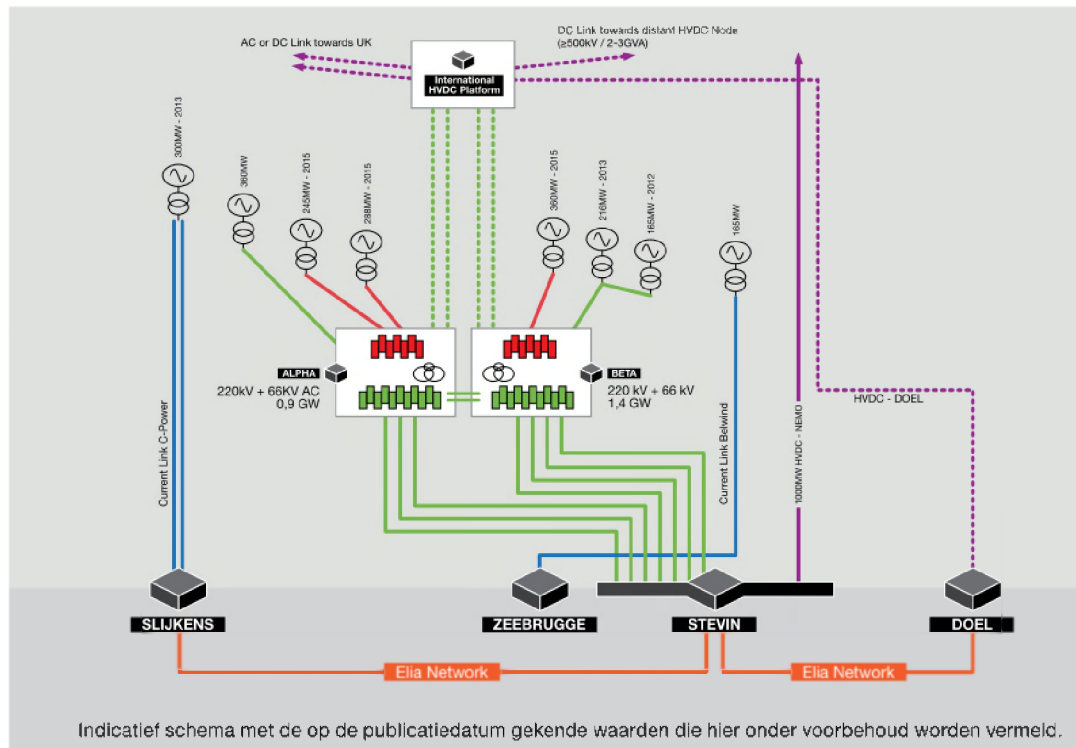 AC or DC Link towards UK
DC Link towards distant HVDC Node
(≥500kV / 2-3GVA)
International
HVDC Platform
300MW - 2013
360MW
245MW - 2015
288MW - 2015
360MW - 2015
216MW - 2013
165MW - 2012
165MW
ALPHA
220kV + 66KV AC
0,9 GW
BETA
220 kV + 66 kV
1,4 GW
HVDC - DOEL
Current Link C-Power
Current Link Belwind
1000MW HVDC - NEMO
SLIJKENS
ZEEBRUGGE
STEVIN
DOEL
Elia Network
Elia Network
Indicatief schema met de op de publicatiedatum gekende waarden die hier onder voorbehoud worden vermeld.